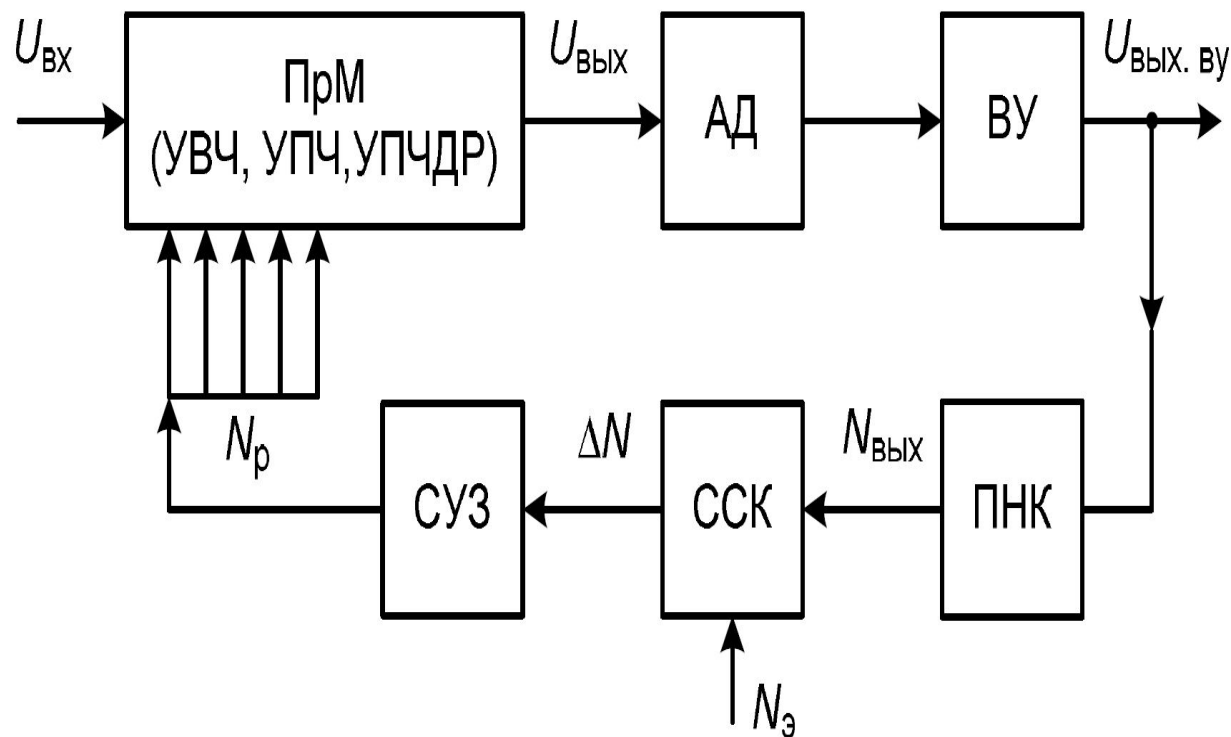 Uвх
ПрМ
(УВЧ, УПЧ,УПЧДР)
Uвых
АД
ВУ
Uвых. ву
Nр
СУЗ
ΔN
ССК
Nвых
ПНК
Nэ